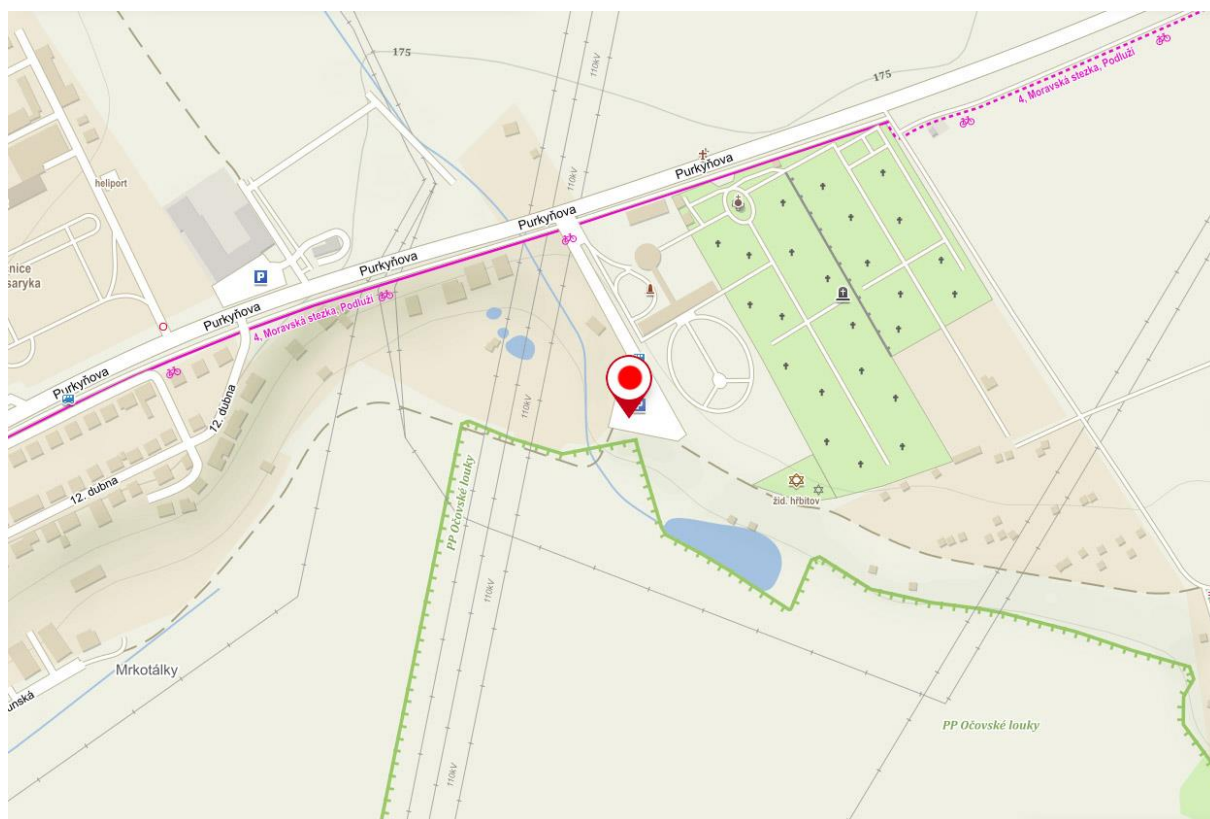 175
110kV
110kV
175
4, Moravská stezka, Podluží
Purkyňova
heliport
110kV
Purkyňova
nice
saryka
P
Purkyňova
Purkyňova
4, Moravská stezka, Podluží
Purkyňova
12. dubna
110kV
P
12. dubna
žid. hřbitov
PP Očovské louky
110kV
Mrkotálky
unská
PP Očovské louky
110kV